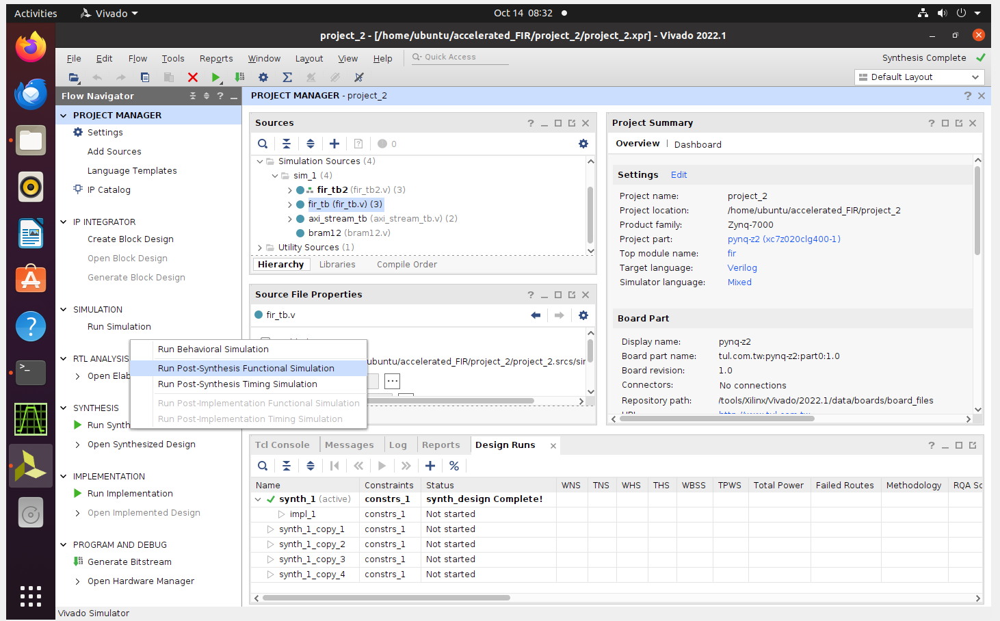 Activities
Vivado
Oct 14 08:32
project_2 - [/home/ubuntu/accelerated_FIR/project_2/project_2.xpr] - Vivado 2022.1
File Edit Flow Tools Reports Window Layout View Help Quick Access
Synthesis Complete
Default Layout
Flow Navigator
PROJECT MANAGER
Settings
Add Sources
Language Templates
IP Catalog
IP INTEGRATOR
Create Block Design
Open Block Design
Generate Block Design
SIMULATION
Run Simulation
RTL ANALYSIS
Open Elab
SYNTHESIS
Run Synth
Open Synthesized Design
IMPLEMENTATION
Run Implementation
Open Implemented Design
PROGRAM AND DEBUG
Generate Bitstream
Open Hardware Manager
Vivado Simulator
Run Behavioral Simulation
Run Post-Synthesis Functional Simulation
Run Post-Synthesis Timing Simulation
Run Post-Implementation Functional Simulation
Run Post-Implementation Timing Simulation
PROJECT MANAGER - project_2
Sources
0
Simulation Sources (4)
sim_1 (4)
fir_tb2 (fir_tb2.v) (3)
fir_tb (fir_tb.v) (3)
axi_stream_tb (axi_stream_tb.v) (2)
bram12 (bram12.v)
Utility Sources (1)
Hierarchy Libraries Compile Order
Source File Properties
fir_tb.v
ubuntu/accelerated_FIR/project_2/project_2.srcs/sim
Project Summary
Overview | Dashboard
Settings Edit
Project name: project_2
Project location: /home/ubuntu/accelerated_FIR/project_2
Product family: Zynq-7000
Project part: pynq-z2 (xc7z020clg400-1)
Top module name: fir
Target language: Verilog
Simulator language: Mixed
Board Part
Display name: pynq-z2
Board part name: tul.com.tw:pynq-z2:part0:1.0
Board revision: 1.0
Connectors: No connections
Repository path: /tools/Xilinx/Vivado/2022.1/data/boards/board_files
Tcl Console Messages Log Reports Design Runs
Name Constraints Status WNS TNS WHS THS WBSS TPWS Total Power Failed Routes Methodology RQA Sc
synth_1 (active) constrs_1 synth_design Complete!
impl_1 constrs_1 Not started
synth_1_copy_1 constrs_1 Not started
synth_1_copy_2 constrs_1 Not started
synth_1_copy_3 constrs_1 Not started
synth_1_copy_4 constrs_1 Not started